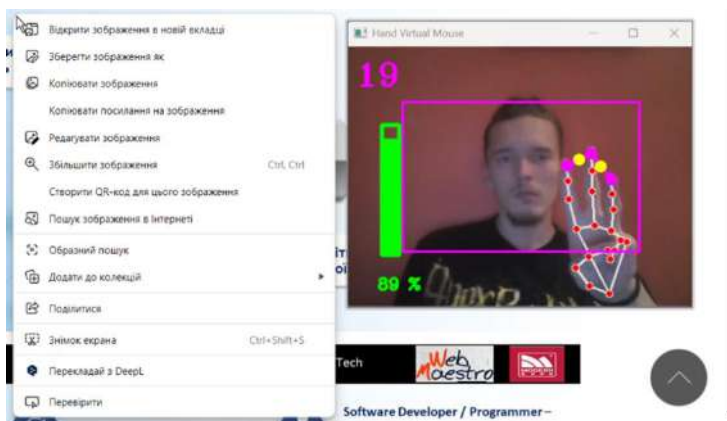 Відкрити зображення в новій вкладці
Зберегти зображення як
Копіювати зображення
Копіювати посилання на зображення
Редагувати зображення
Збільшити зображення Ctrl, Ctrl
Створити QR-код для цього зображення
Пошук зображення в Інтернеті
Образний пошук
Додати до колекцій
Поділитися
Знімок екрана Ctrl+Shift+S
Перекладай з DeepL
Перевірити
Hand Virtual Mouse
19
89 %
Tech
Web Maestro
Software Developer / Programmer –